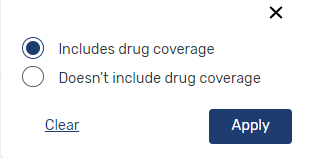 Includes drug coverage
Doesn't include drug coverage
Clear
Apply